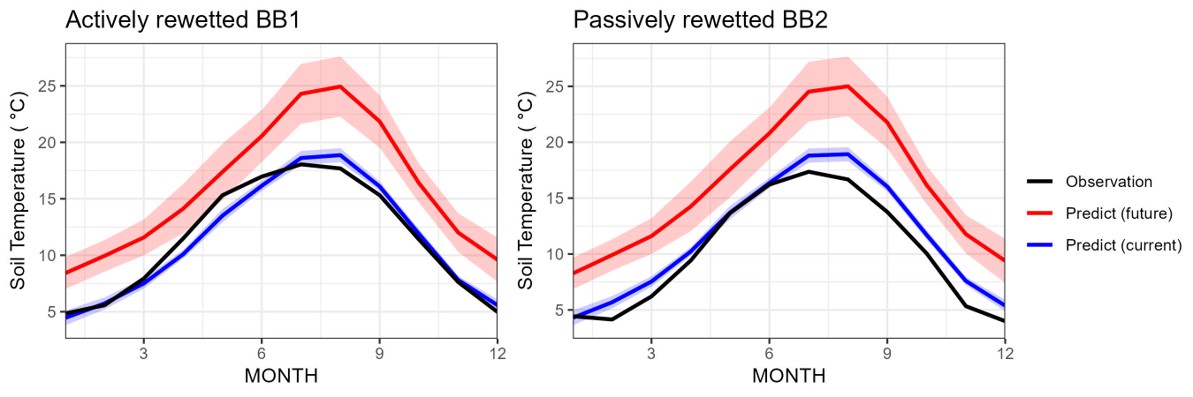 Actively rewetted BB1
Passively rewetted BB2
Soil Temperature ( °C)
25
20
15
10
5
3
6
9
12
MONTH
Soil Temperature ( °C)
25
20
15
10
5
3
6
9
12
MONTH
Observation
Predict (future)
Predict (current)